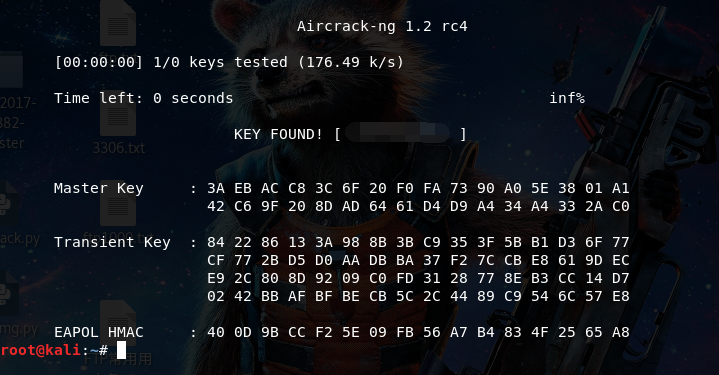 Aircrack-ng 1.2 rc4
[00:00:00] 1/0 keys tested (176.49 k/s)
Time left: 0 seconds inf%
KEY FOUND! [ ]
Master Key : 3A EB AC C8 3C 6F 20 F0 FA 73 90 A0 5E 38 01 A1
42 C6 9F 20 8D AD 64 61 D4 D9 A4 34 A4 33 2A C0
Transient Key : 84 22 86 13 3A 98 8B 3B C9 35 3F 5B B1 D3 6F 77
CF 77 2B D5 D0 AA DB BA 37 F2 7C CB E8 61 9D EC
E9 2C 80 8D 92 09 C0 FD 31 28 77 8E B3 CC 14 D7
02 42 BB AF BF BE CB 5C 2C 44 89 C9 54 6C 57 E8
EAPOL HMAC : 40 0D 9B CC F2 5E 09 FB 56 A7 B4 83 4F 25 65 A8
root@kali:~#
2017-
382-
ster
3306.txt
ack.py
mg.py